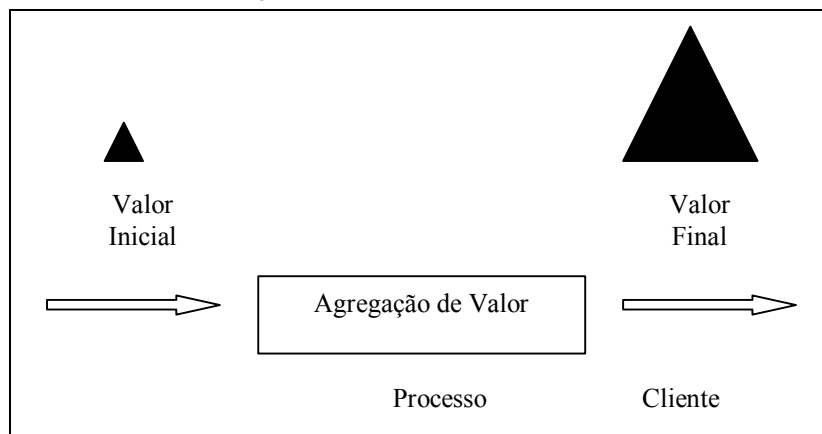 Valor
Inicial
Valor
Final
Agregação de Valor
Processo
Cliente